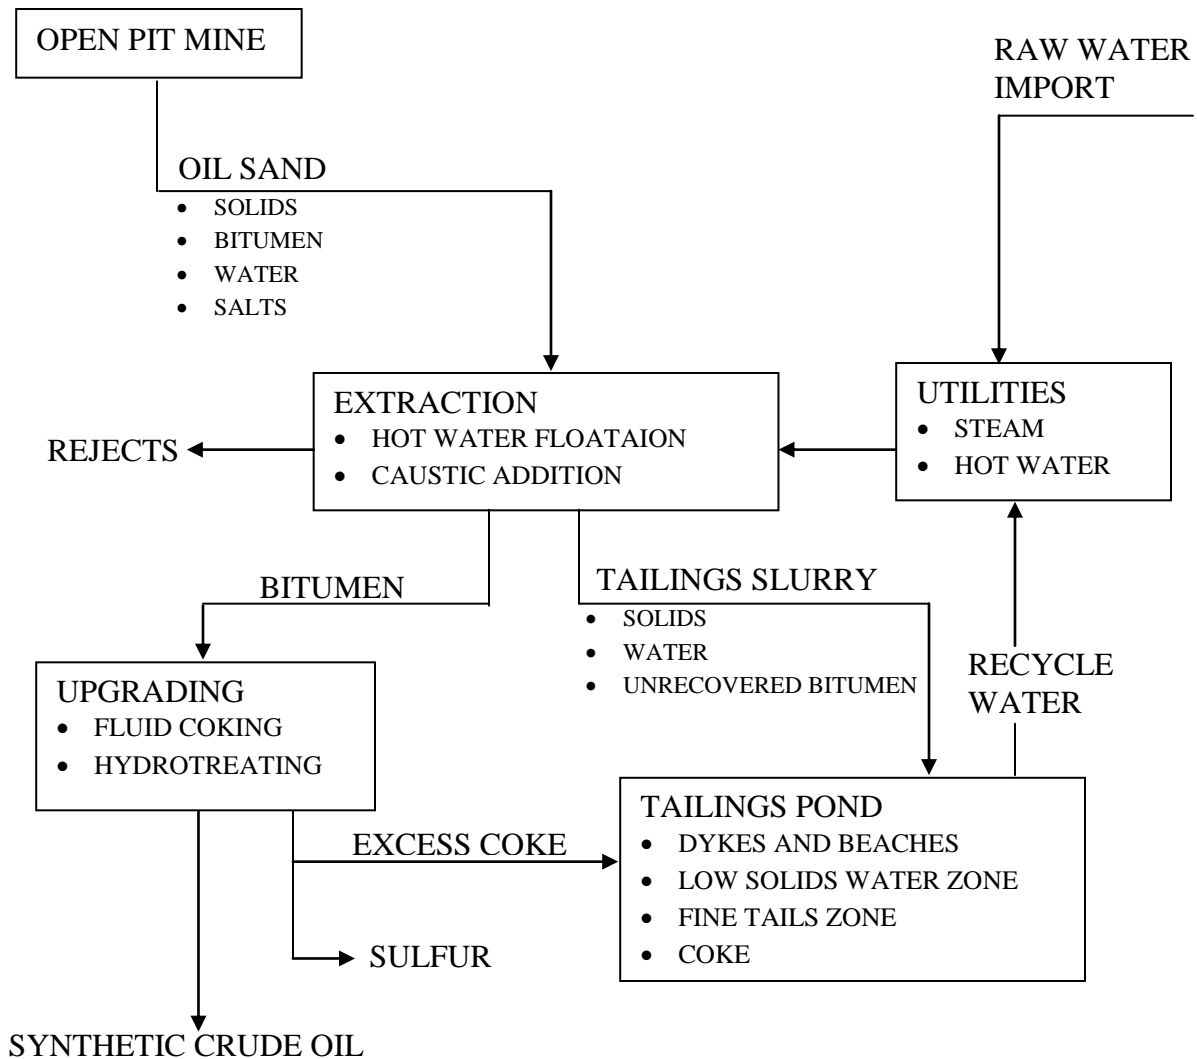 OPEN PIT MINE
RAW WATER
IMPORT
OIL SAND
• SOLIDS
• BITUMEN
• WATER
• SALTS
EXTRACTION
• HOT WATER FLOATAION
• CAUSTIC ADDITION
UTILITIES
• STEAM
• HOT WATER
REJECTS
BITUMEN
TAILINGS SLURRY
• SOLIDS
• WATER
• UNRECOVERED BITUMEN
RECYCLE
WATER
UPGRADING
• FLUID COKING
• HYDROTREATING
TAILINGS POND
• DYKES AND BEACHES
• LOW SOLIDS WATER ZONE
• FINE TAILS ZONE
• COKE
EXCESS COKE
SULFUR
SYNTHETIC CRUDE OIL